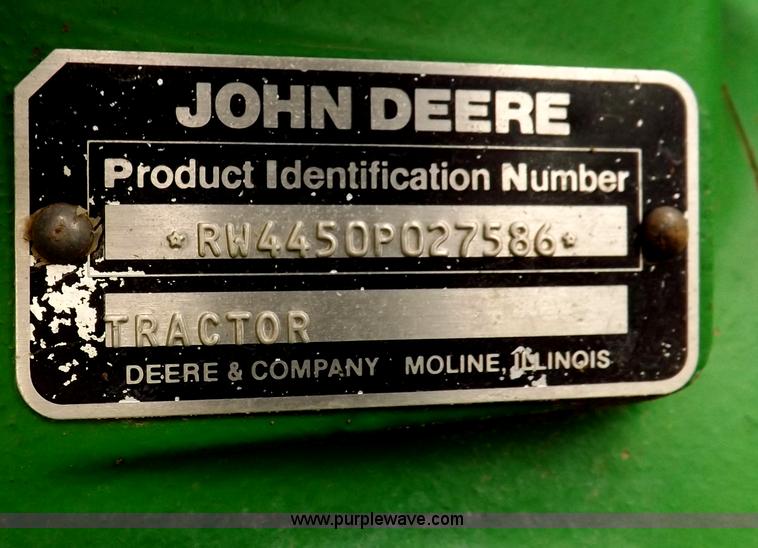 JOHN DEERE
Product Identification Number
*RW4450P027586*
TRACTOR
DEERE & COMPANY MOLINE, ILLINOIS
www.purplewave.com